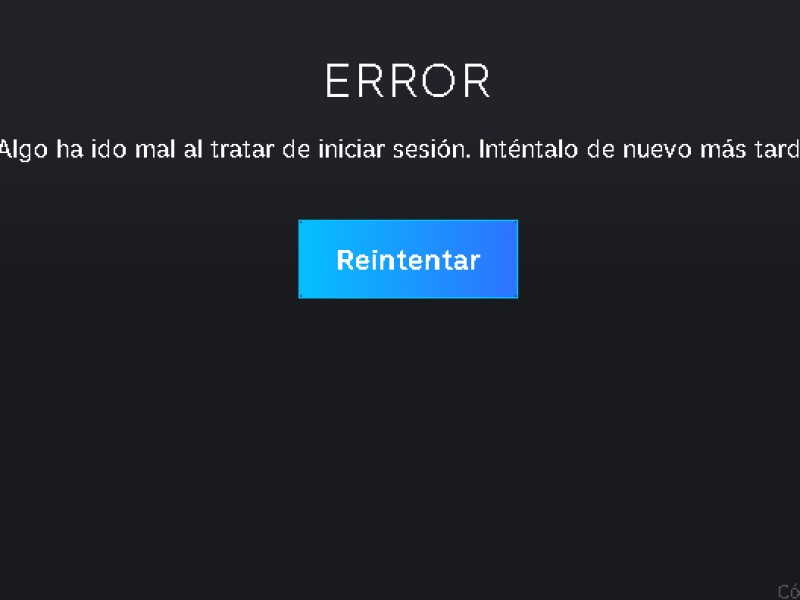 ERROR
Algo ha ido mal al tratar de iniciar sesión. Inténtalo de nuevo más tard
Reintentar
Có